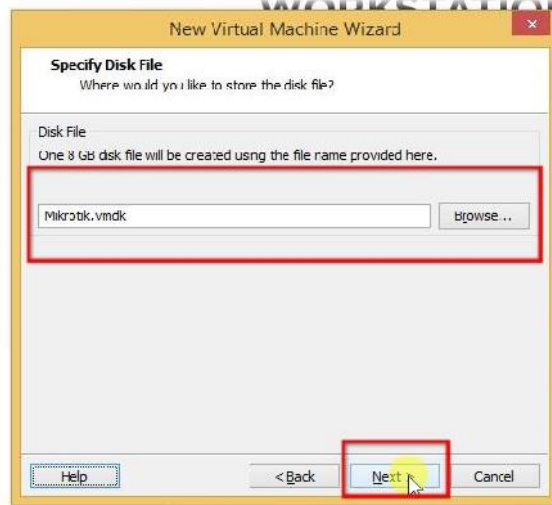 WORKSTATION
New Virtual Machine Wizard
Specify Disk File
Where would you like to store the disk file?
Disk File
One 8 GB disk file will be created using the file name provided here.
Mikrotik.vmdk
Browse...
Help
< Back
Next >
Cancel